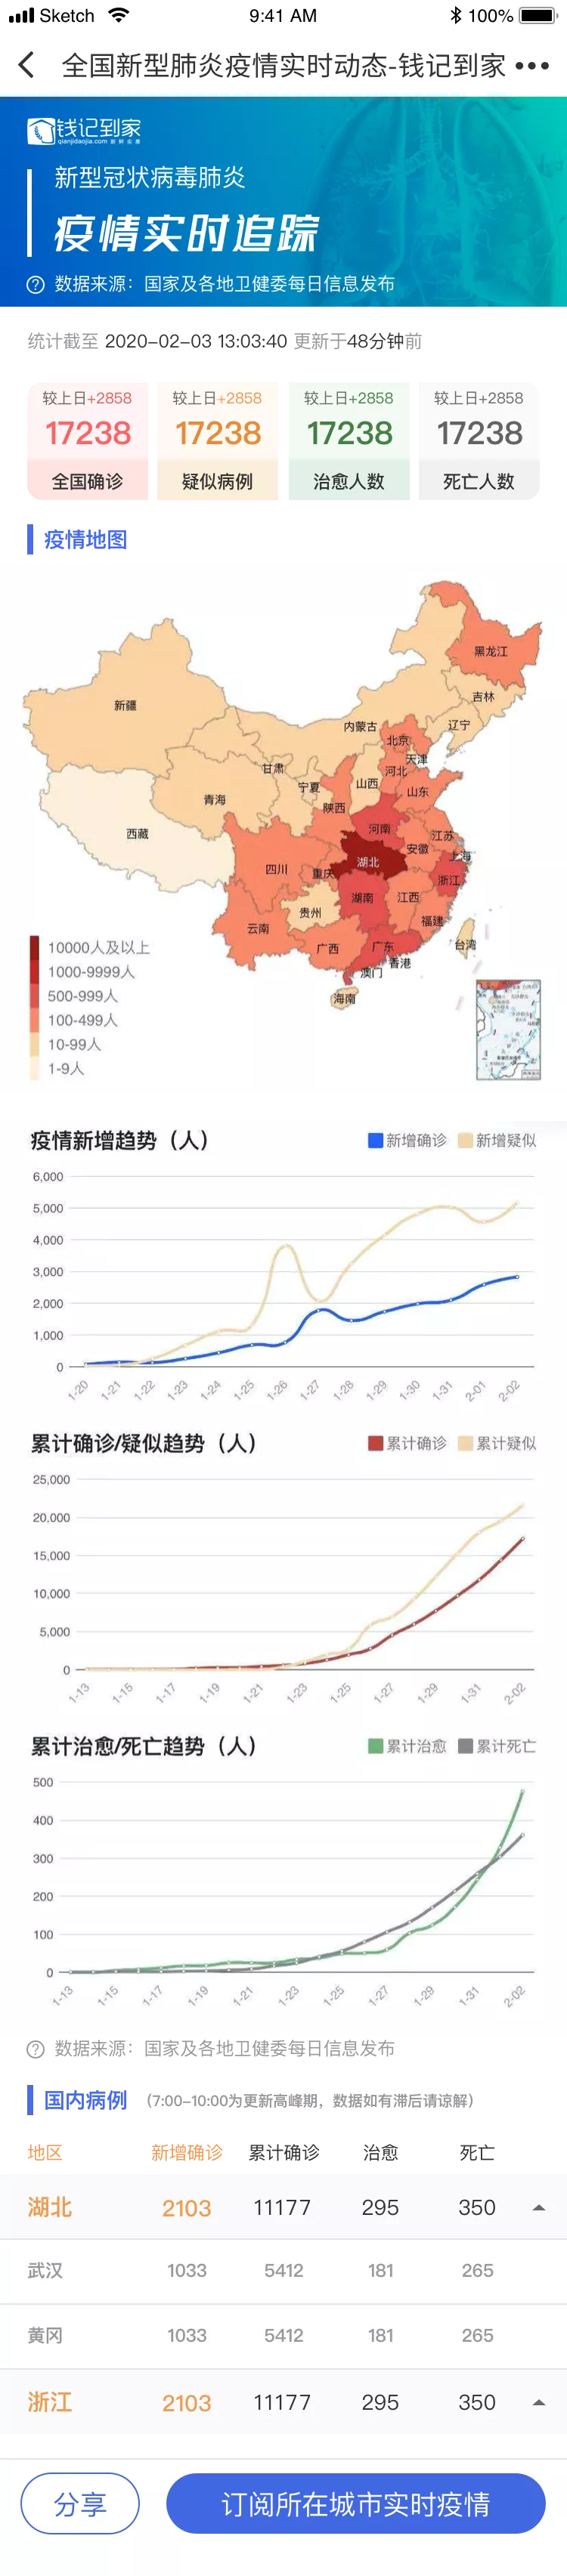 Sketch 9:41 AM 100%
全国新型肺炎疫情实时动态-钱记到家
钱记到家
qianjidaojia.com
新型冠状病毒肺炎
疫情实时追踪
数据来源：国家及各地卫健委每日信息发布
统计截至 2020-02-03 13:03:40 更新于48分钟前
较上日+2858 较上日+2858 较上日+2858 较上日+2858
17238 17238 17238 17238
全国确诊 疑似病例 治愈人数 死亡人数
疫情地图
黑龙江
吉林
新疆
辽宁
内蒙古
北京
天津
甘肃
河北
宁夏
山西
山东
青海
陕西
河南
江苏
西藏
安徽
上海
湖北
四川
重庆
浙江
湖南
江西
贵州
福建
云南
台湾
广西
广东
香港
澳门
海南
10000人及以上
1000-9999人
500-999人
100-499人
10-99人
1-9人
疫情新增趋势（人） 新增确诊 新增疑似
6,000
5,000
4,000
3,000
2,000
1,000
0
1-20 1-21 1-22 1-23 1-24 1-25 1-26 1-27 1-28 1-29 1-30 1-31 2-01 2-02
累计确诊/疑似趋势（人） 累计确诊 累计疑似
25,000
20,000
15,000
10,000
5,000
0
1-13 1-15 1-17 1-19 1-21 1-23 1-25 1-27 1-29 1-31 2-02
累计治愈/死亡趋势（人） 累计治愈 累计死亡
500
400
300
200
100
0
1-13 1-15 1-17 1-19 1-21 1-23 1-25 1-27 1-29 1-31 2-02
数据来源：国家及各地卫健委每日信息发布
国内病例 （7:00-10:00为更新高峰期，数据如有滞后请谅解）
地区 新增确诊 累计确诊 治愈 死亡
湖北 2103 11177 295 350
武汉 1033 5412 181 265
黄冈 1033 5412 181 265
浙江 2103 11177 295 350
分享 订阅所在城市实时疫情